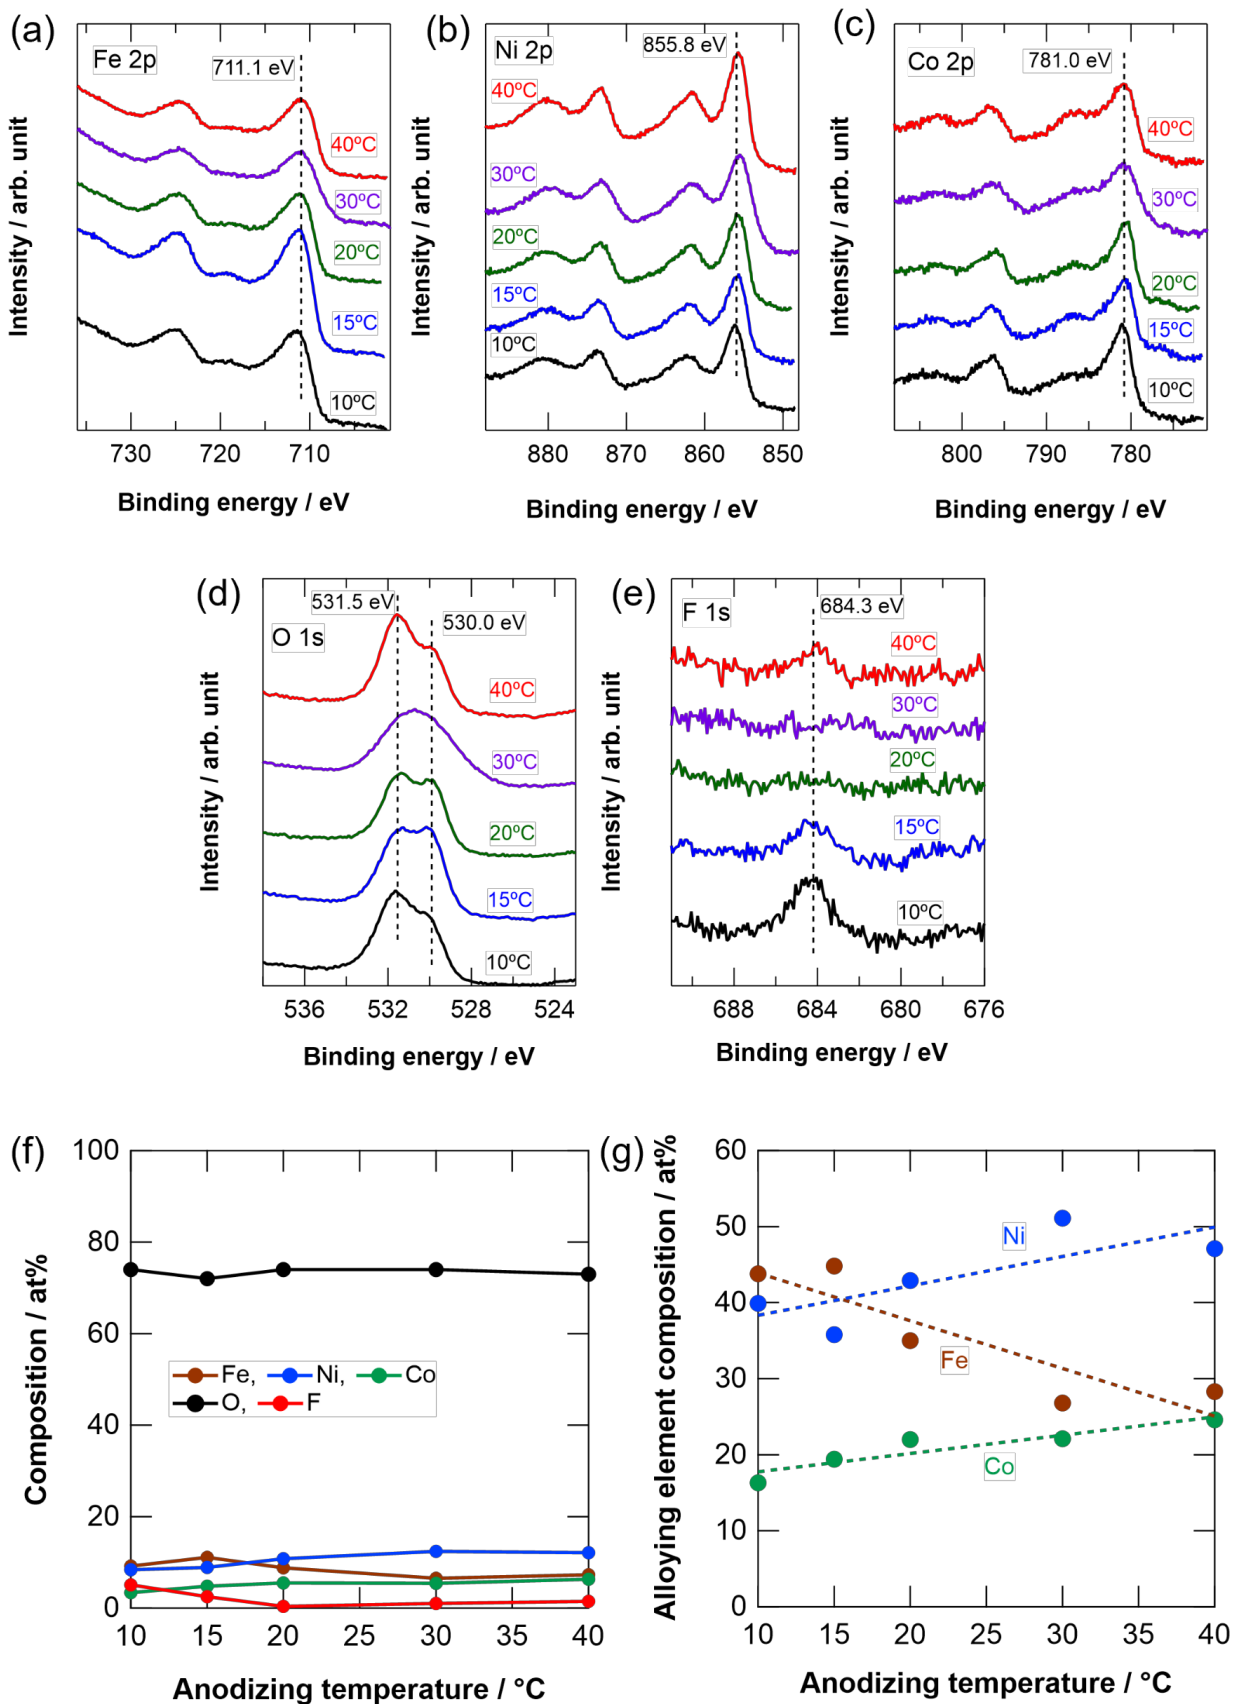 (a)
Fe 2p
711.1 eV
40ºC
30ºC
20ºC
15ºC
10ºC
Intensity / arb. unit
730
720
710
Binding energy / eV
(b)
Ni 2p
855.8 eV
40ºC
30ºC
20ºC
15ºC
10ºC
Intensity / arb. unit
880
870
860
850
Binding energy / eV
(c)
Co 2p
781.0 eV
40ºC
30ºC
20ºC
15ºC
10ºC
Intensity / arb. unit
800
790
780
Binding energy / eV
(d)
531.5 eV
530.0 eV
O 1s
40ºC
30ºC
20ºC
15ºC
10ºC
Intensity / arb. unit
536
532
528
524
Binding energy / eV
(e)
F 1s
684.3 eV
40ºC
30ºC
20ºC
15ºC
10ºC
Intensity / arb. unit
688
684
680
676
Binding energy / eV
(f)
100
80
60
40
20
0
Composition / at%
Fe, Ni, Co
O, F
10
15
20
25
30
35
40
Anodizing temperature / °C
(g)
60
50
40
30
20
10
0
Alloying element composition / at%
Ni
Fe
Co
10
15
20
25
30
35
40
Anodizing temperature / °C